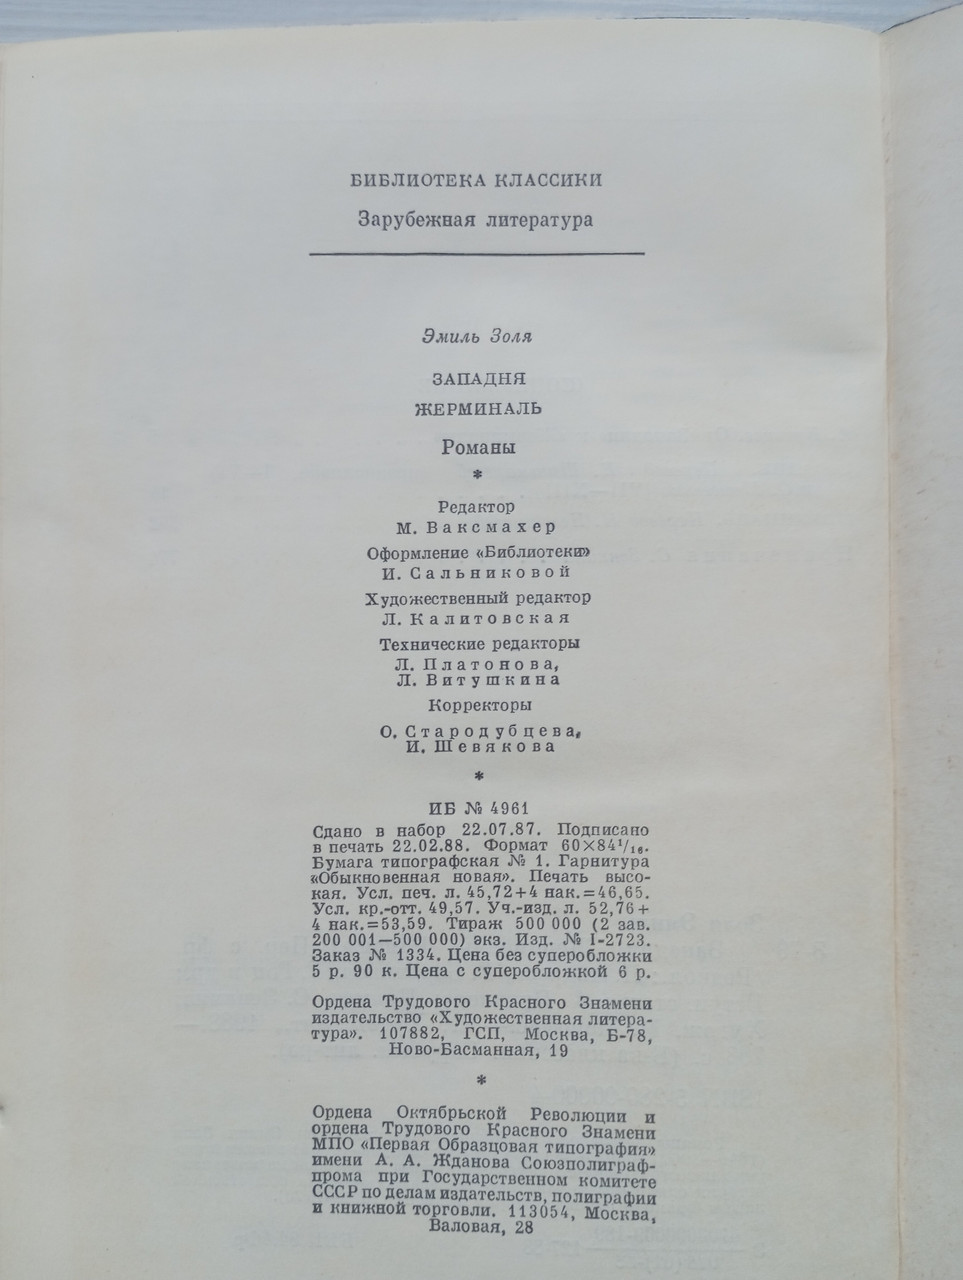 БИБЛИОТЕКА КЛАССИКИ
Зарубежная литература
Эмиль Золя
ЗАПАДНЯ
ЖЕРМИНАЛЬ
Романы
*
Редактор
М. Ваксмахер
Оформление «Библиотеки»
И. Сальниковой
Художественный редактор
Л. Калитовская
Технические редакторы
Л. Платонова,
Л. Витушкина
Корректоры
О. Стародубцева,
И. Шевякова
*
ИБ № 4961
Сдано в набор 22.07.87. Подписано
в печать 22.02.88. Формат 60×84¹/₁₆.
Бумага типографская № 1. Гарнитура
«Обыкновенная новая». Печать высо-
кая. Усл. печ. л. 45,72+4 нак.=46,65.
Усл. кр.-отт. 49,57. Уч.-изд. л. 52,76+
4 нак.=53,59. Тираж 500 000 (2 зав.
200 001—500 000) экз. Изд. № I-2723.
Заказ № 1334. Цена без суперобложки
5 р. 90 к. Цена с суперобложкой 6 р.
Ордена Трудового Красного Знамени
издательство «Художественная литера-
тура». 107882, ГСП, Москва, Б-78,
Ново-Басманная, 19
*
Ордена Октябрьской Революции и
ордена Трудового Красного Знамени
МПО «Первая Образцовая типография»
имени А. А. Жданова Союзполиграф-
прома при Государственном комитете
СССР по делам издательств, полиграфии
и книжной торговли. 113054, Москва,
Валовая, 28